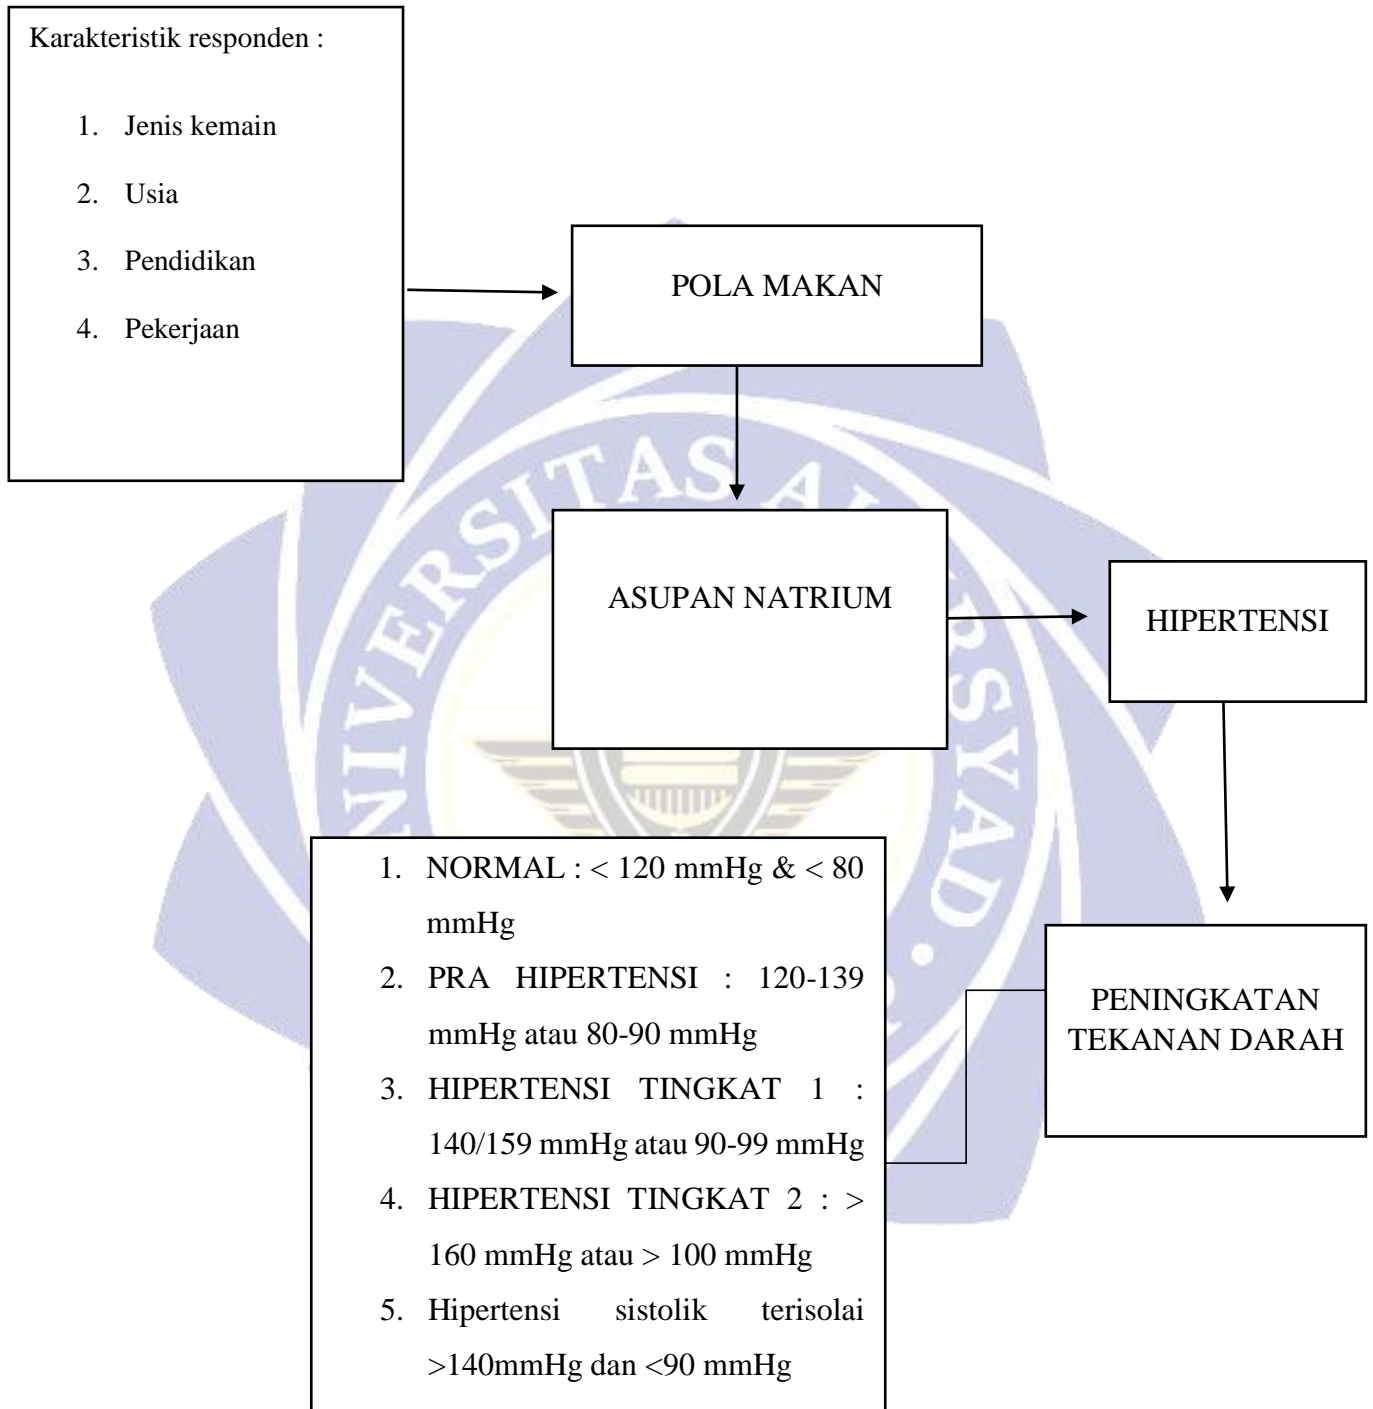 Karakteristik responden :
1. Jenis kemain
2. Usia
3. Pendidikan
4. Pekerjaan
POLA MAKAN
ASUPAN NATRIUM
HIPERTENSI
PENINGKATAN
TEKANAN DARAH
1. NORMAL : < 120 mmHg & < 80
mmHg
2. PRA HIPERTENSI : 120-139
mmHg atau 80-90 mmHg
3. HIPERTENSI TINGKAT 1 :
140/159 mmHg atau 90-99 mmHg
4. HIPERTENSI TINGKAT 2 : >
160 mmHg atau > 100 mmHg
5. Hipertensi sistolik terisolai
>140mmHg dan <90 mmHg